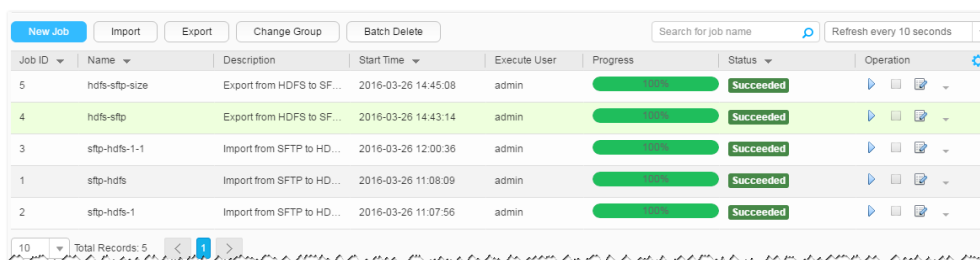 New Job Import Export Change Group Batch Delete Search for job name Refresh every 10 seconds
Job ID Name Description Start Time Execute User Progress Status Operation
5 hdfs-sftp-size Export from HDFS to SF... 2016-03-26 14:45:08 admin 100% Succeeded
4 hdfs-sftp Export from HDFS to SF... 2016-03-26 14:43:14 admin 100% Succeeded
3 sftp-hdfs-1-1 Import from SFTP to HD... 2016-03-26 12:00:36 admin 100% Succeeded
1 sftp-hdfs Import from SFTP to HD... 2016-03-26 11:08:09 admin 100% Succeeded
2 sftp-hdfs-1 Import from SFTP to HD... 2016-03-26 11:07:56 admin 100% Succeeded
10 Total Records: 5 < 1 >